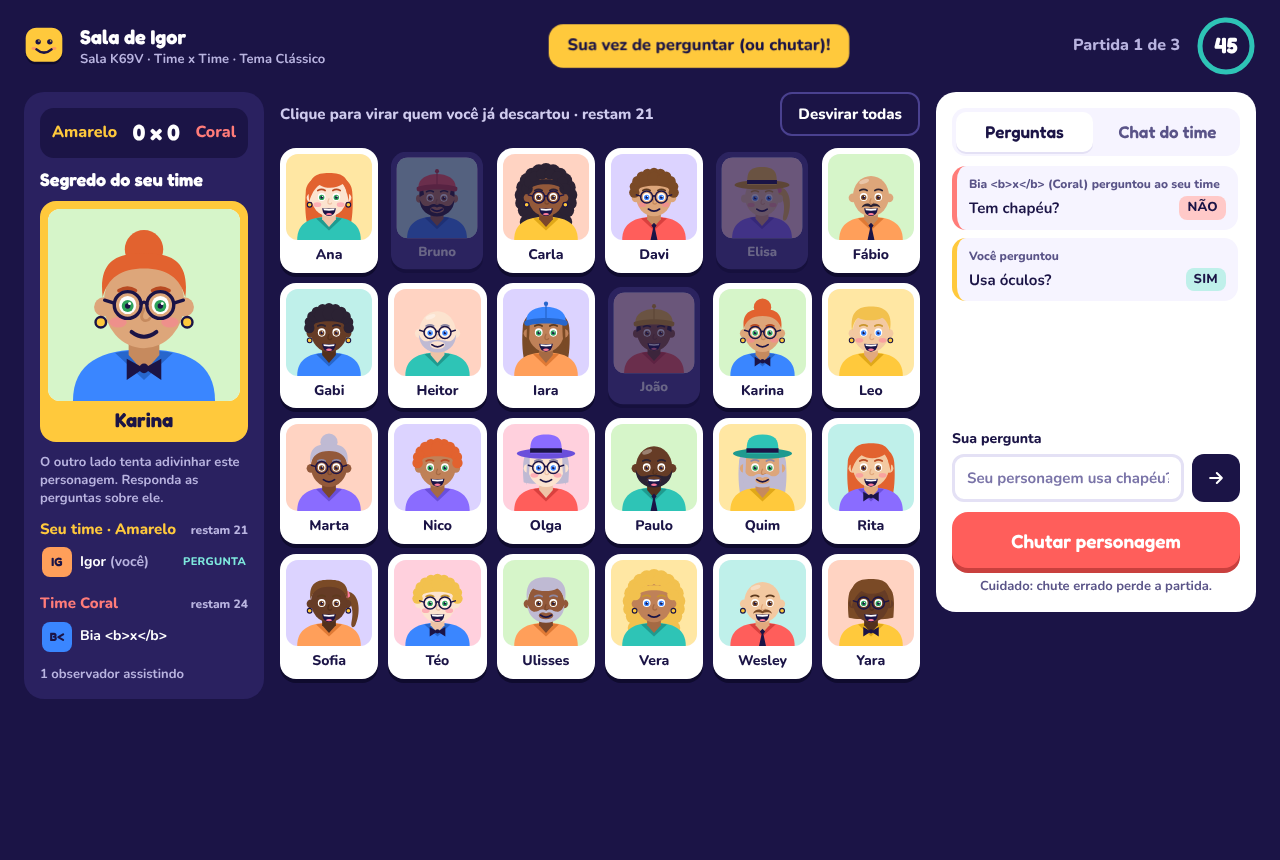 Sala de Igor
Sala K69V · Time x Time · Tema Clássico
Sua vez de perguntar (ou chutar)!
Partida 1 de 3
45
Amarelo 0 x 0 Coral
Segredo do seu time
Karina
O outro lado tenta adivinhar este
personagem. Responda as
perguntas sobre ele.
Seu time · Amarelo restam 21
IG Igor (você) PERGUNTA
Time Coral restam 24
B< Bia <b>x</b>
1 observador assistindo
Clique para virar quem você já descartou · restam 21
Desvirar todas
Ana Bruno Carla Davi Elisa Fábio
Gabi Heitor Iara João Karina Leo
Marta Nico Olga Paulo Quim Rita
Sofia Téo Ulisses Vera Wesley Yara
Perguntas Chat do time
Bia <b>x</b> (Coral) perguntou ao seu time
Tem chapéu? NÃO
Você perguntou
Usa óculos? SIM
Sua pergunta
Seu personagem usa chapéu?
Chutar personagem
Cuidado: chute errado perde a partida.